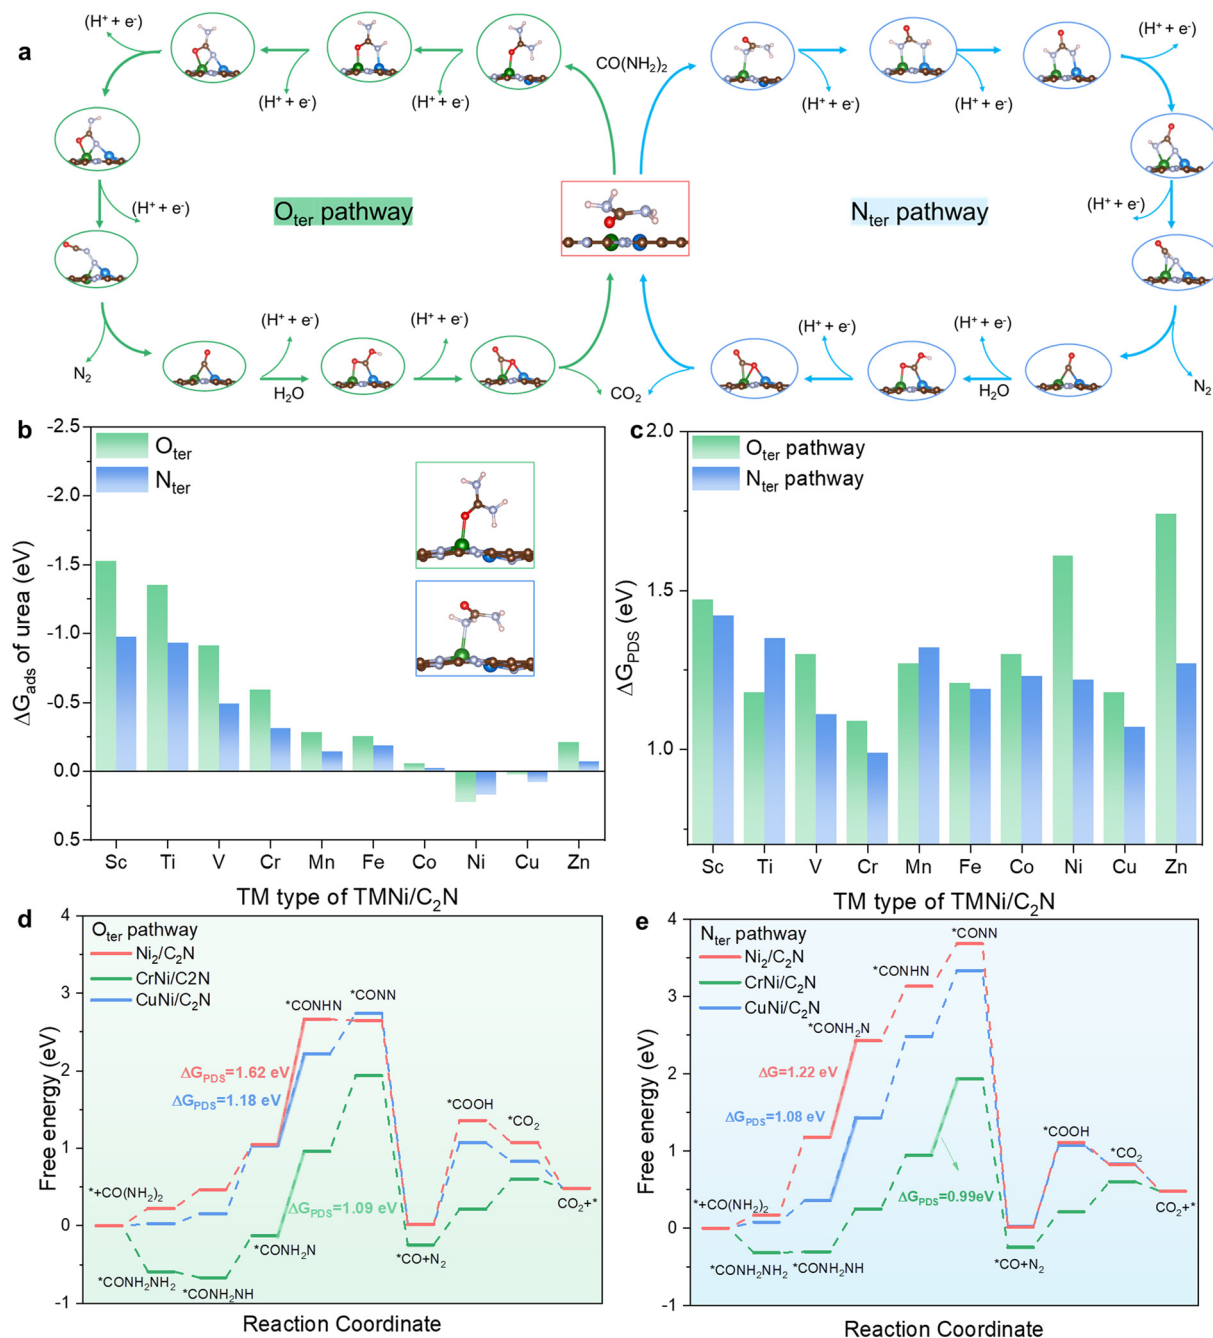 a
(H⁺ + e⁻)
(H⁺ + e⁻)
(H⁺ + e⁻)
CO(NH₂)₂
(H⁺ + e⁻)
(H⁺ + e⁻)
(H⁺ + e⁻)
(H⁺ + e⁻)
Oₜₑᵣ pathway
Nₜₑᵣ pathway
(H⁺ + e⁻)
N₂
(H⁺ + e⁻)
H₂O
(H⁺ + e⁻)
CO₂
(H⁺ + e⁻)
(H⁺ + e⁻)
H₂O
N₂
b
-2.5
-2.0
-1.5
-1.0
-0.5
0.0
0.5
ΔG_ads of urea (eV)
Oₜₑᵣ
Nₜₑᵣ
Sc Ti V Cr Mn Fe Co Ni Cu Zn
TM type of TMNi/C₂N
c
2.0
1.5
1.0
ΔG_PDS (eV)
Oₜₑᵣ pathway
Nₜₑᵣ pathway
Sc Ti V Cr Mn Fe Co Ni Cu Zn
TM type of TMNi/C₂N
d
4
3
2
1
0
-1
Free energy (eV)
Oₜₑᵣ pathway
Ni₂/C₂N
CrNi/C2N
CuNi/C₂N
*CONHN
*CONN
ΔG_PDS=1.62 eV
ΔG_PDS=1.18 eV
*COOH
*CO₂
*+CO(NH₂)₂
ΔG_PDS=1.09 eV
CO₂+*
*CONH₂N
*CO+N₂
*CONH₂NH₂
*CONH₂NH
Reaction Coordinate
e
4
3
2
1
0
-1
Free energy (eV)
Nₜₑᵣ pathway
Ni₂/C₂N
CrNi/C₂N
CuNi/C₂N
*CONN
*CONHN
*CONH₂N
ΔG=1.22 eV
ΔG_PDS=1.08 eV
*COOH
*CO₂
*+CO(NH₂)₂
ΔG_PDS=0.99eV
CO₂+*
*CONH₂NH₂
*CONH₂NH
*CO+N₂
Reaction Coordinate